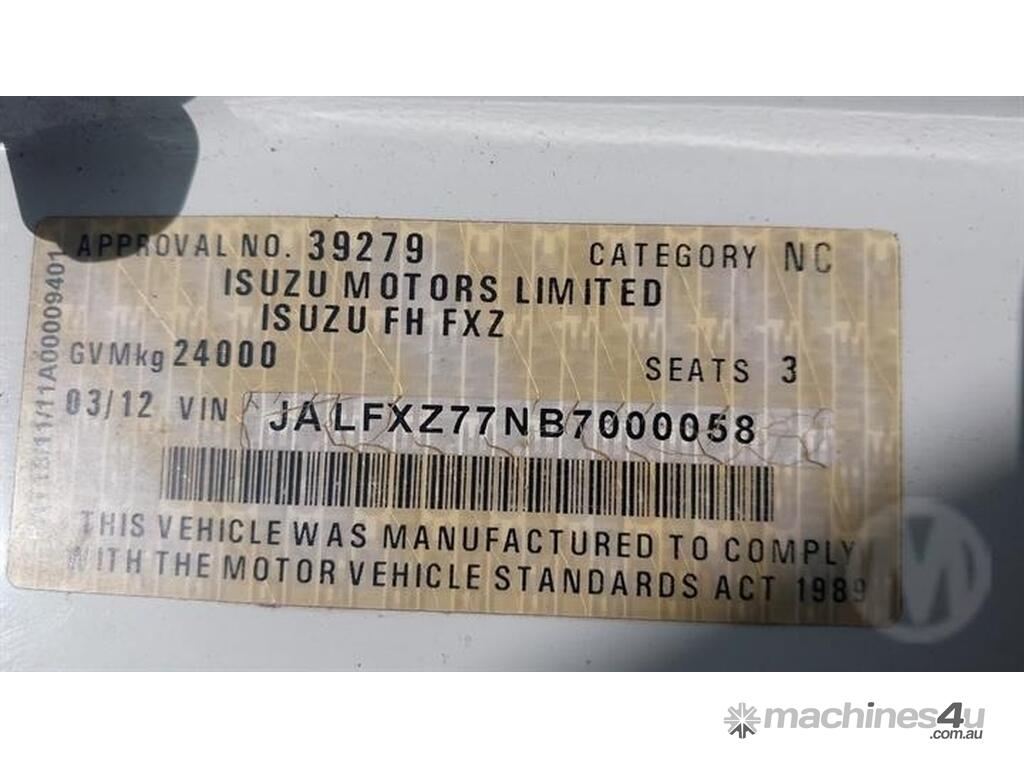 APPROVAL NO. 39279 CATEGORY NC
ISUZU MOTORS LIMITED
ISUZU FH FXZ
GVMkg 24000 SEATS 3
03/12 VIN JALFXZ77NB7000058
THIS VEHICLE WAS MANUFACTURED TO COMPLY
WITH THE MOTOR VEHICLE STANDARDS ACT 1989
machines4u
.com.au